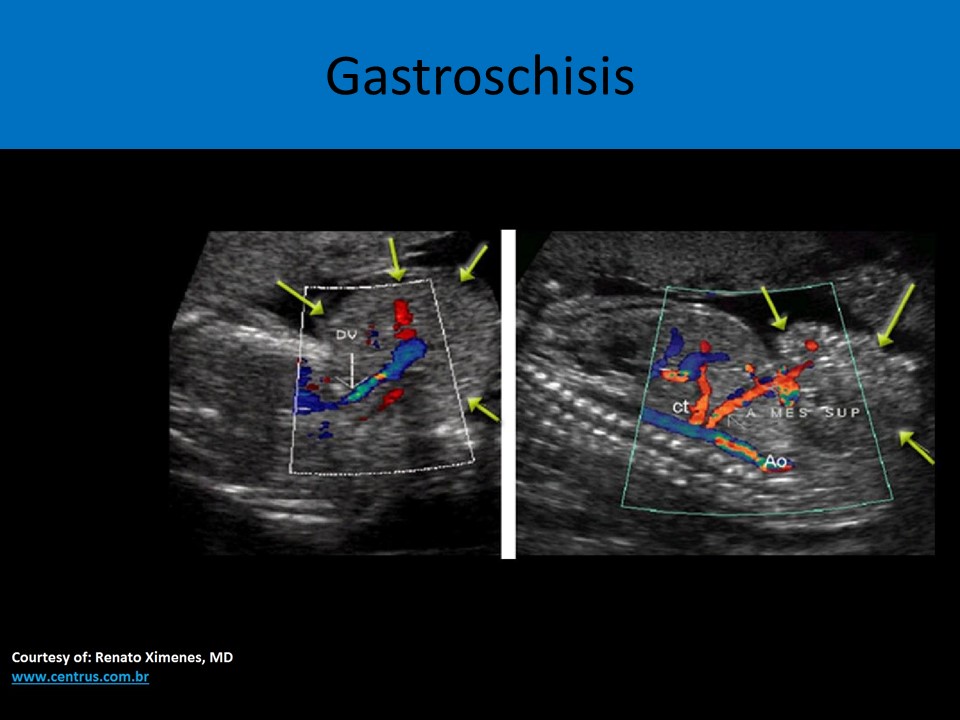 Gastroschisis
DV
ct
A MES SUP
Ao
Courtesy of: Renato Ximenes, MD
www.centrus.com.br